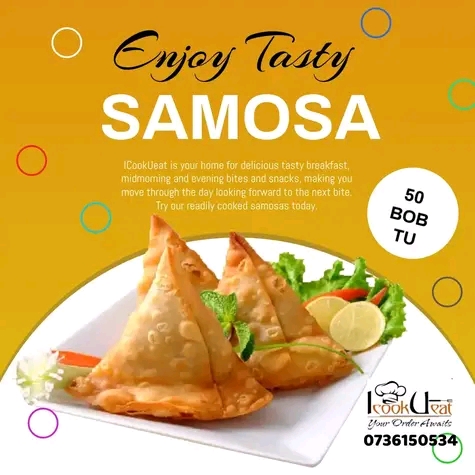 Enjoy Tasty
SAMOSA
ICookUeat is your home for delicious tasty breakfast,
midmorning and evening bites and snacks, making you
move through the day looking forward to the next bite.
Try our readily cooked samosas today.
50
BOB
TU
ICookUeat
Your Order Awaits
0736150534